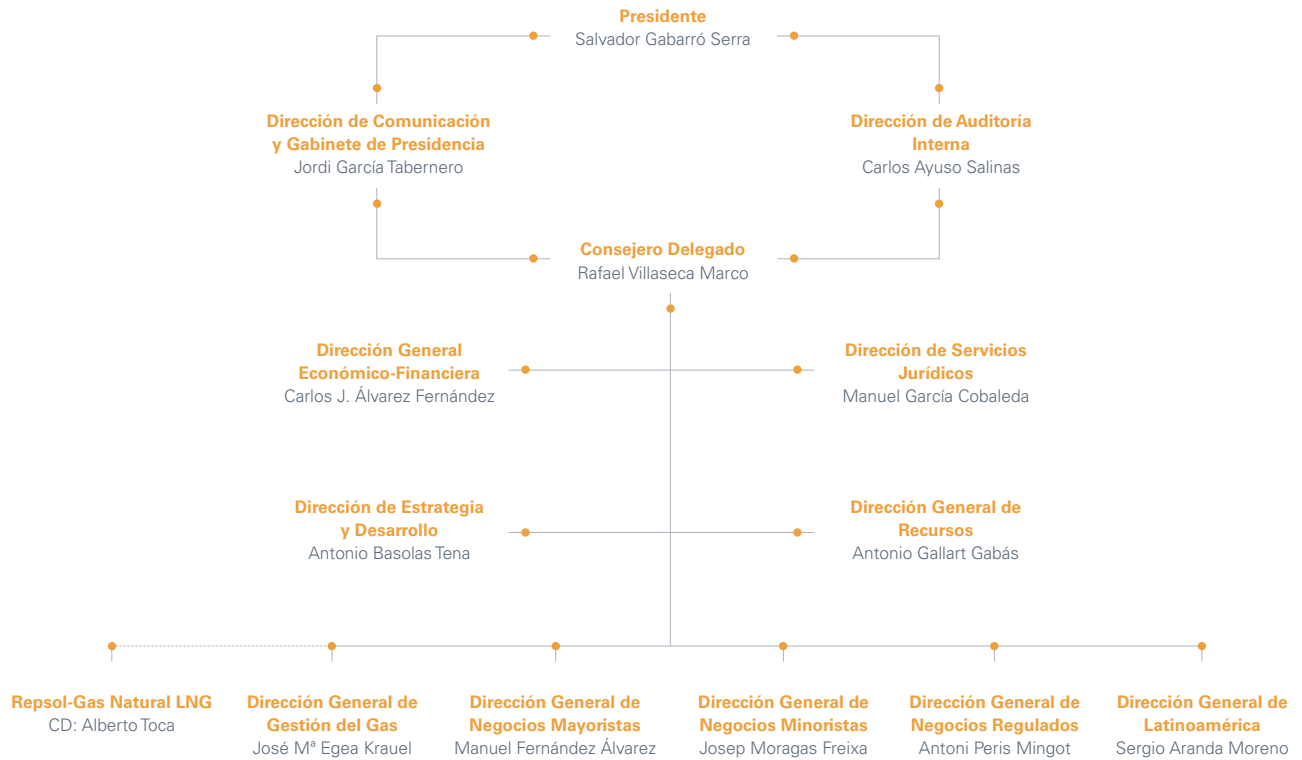 Presidente
Salvador Gabarró Serra
Dirección de Comunicación
y Gabinete de Presidencia
Jordi García Tabernero
Dirección de Auditoría
Interna
Carlos Ayuso Salinas
Consejero Delegado
Rafael Villaseca Marco
Dirección General
Económico-Financiera
Carlos J. Álvarez Fernández
Dirección de Servicios
Jurídicos
Manuel García Cobaleda
Dirección de Estrategia
y Desarrollo
Antonio Basolas Tena
Dirección General de
Recursos
Antonio Gallart Gabás
Repsol-Gas Natural LNG
CD: Alberto Toca
Dirección General de
Gestión del Gas
José Mª Egea Krauel
Dirección General de
Negocios Mayoristas
Manuel Fernández Álvarez
Dirección General de
Negocios Minoristas
Josep Moragas Freixa
Dirección General de
Negocios Regulados
Antoni Peris Mingot
Dirección General de
Latinoamérica
Sergio Aranda Moreno